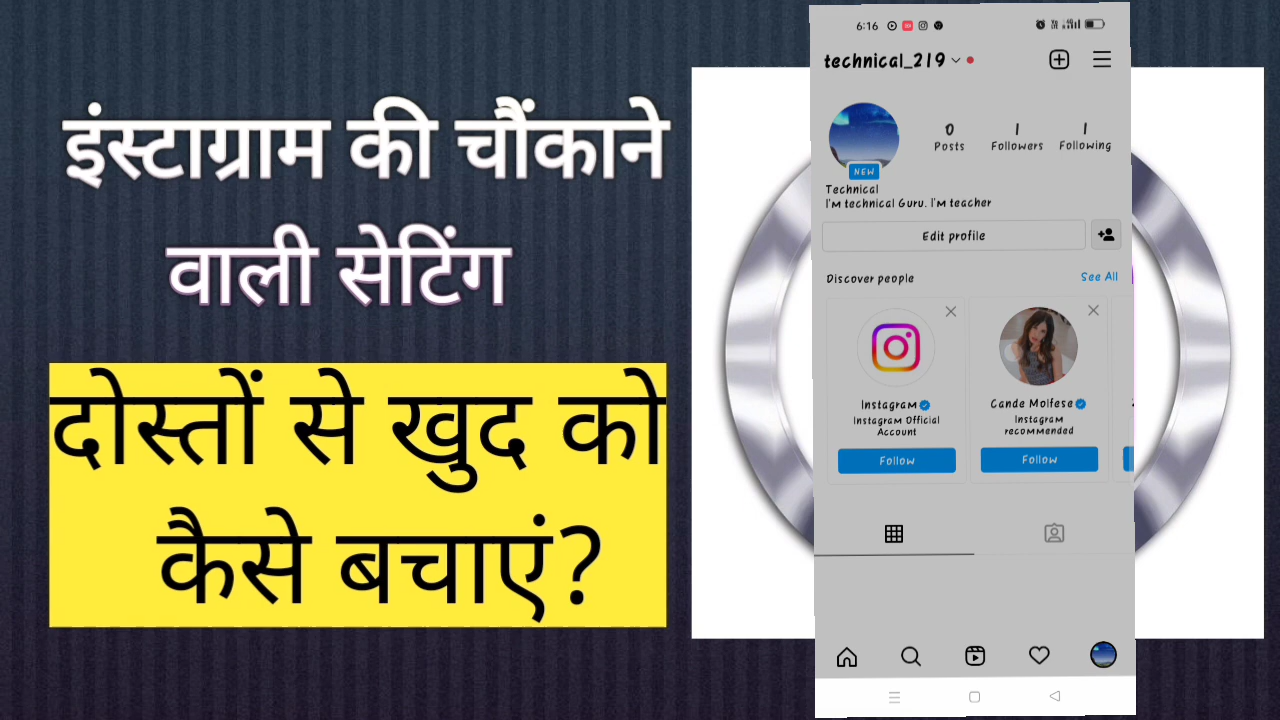 इंस्टाग्राम की चौंकाने
वाली सेटिंग
दोस्तों से खुद को
कैसे बचाएं?
6:16
technical_219
0 1 1
Posts Followers Following
NEW
Technical
I'm technical Guru. I'm teacher
Edit profile
Discover people See All
Instagram
Instagram Official
Account
Follow
Cande Molfese
Instagram
recommended
Follow